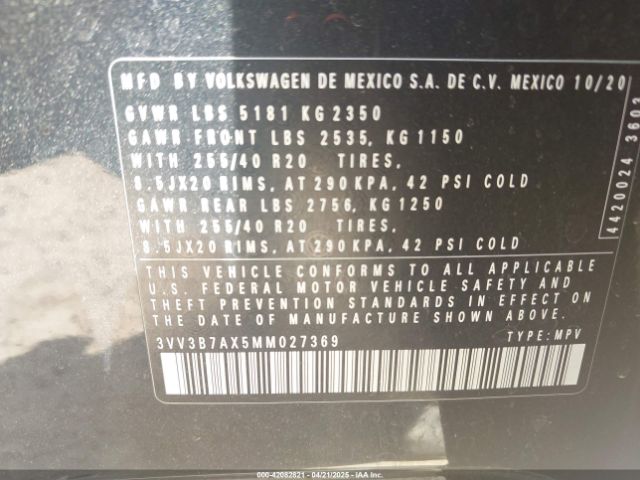 MFD BY VOLKSWAGEN DE MEXICO S.A. DE C.V. MEXICO 10/20
GVWR LBS 5181 KG 2350
GAWR FRONT LBS 2535, KG 1150
WITH 255/40 R20 TIRES,
8.5JX20 RIMS, AT 290 KPA, 42 PSI COLD
GAWR REAR LBS 2756, KG 1250
WITH 255/40 R20 TIRES,
8.5JX20 RIMS, AT 290 KPA, 42 PSI COLD
THIS VEHICLE CONFORMS TO ALL APPLICABLE
U.S. FEDERAL MOTOR VEHICLE SAFETY AND
THEFT PREVENTION STANDARDS IN EFFECT ON
THE DATE OF MANUFACTURE SHOWN ABOVE.
3VV3B7AX5MM027369 TYPE: MPV
4420024 3603
000-42082821 - 04/21/2025 - IAA Inc.